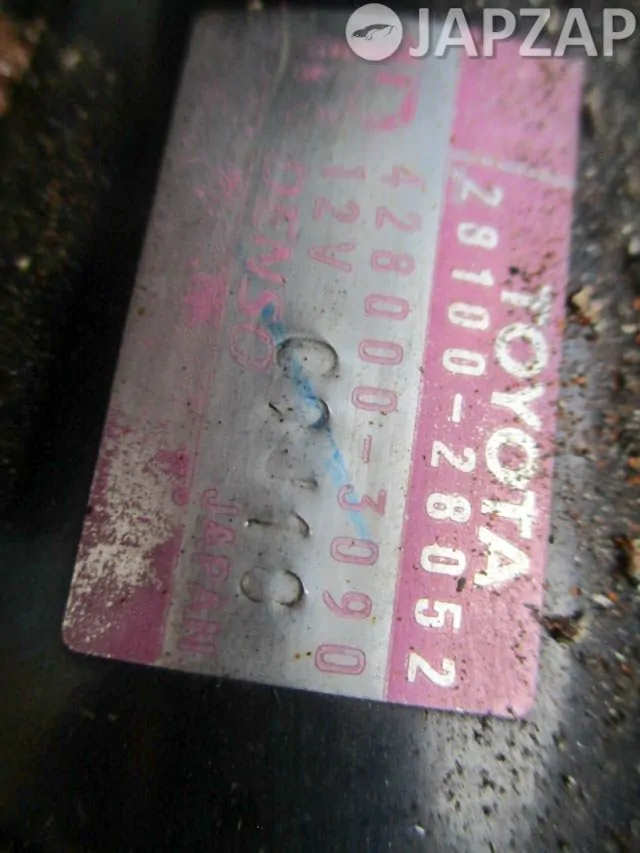 JAPZAP
TOYOTA
28100-28052
428000-3090
12V
DENSO
JAPAN